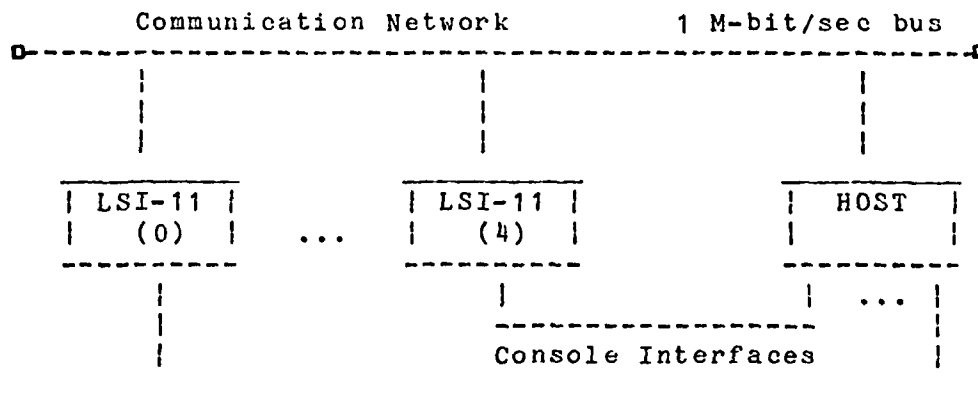 Communication Network 1 M-bit/sec bus
LSI-11 LSI-11 HOST
(0) ... (4)
...
Console Interfaces